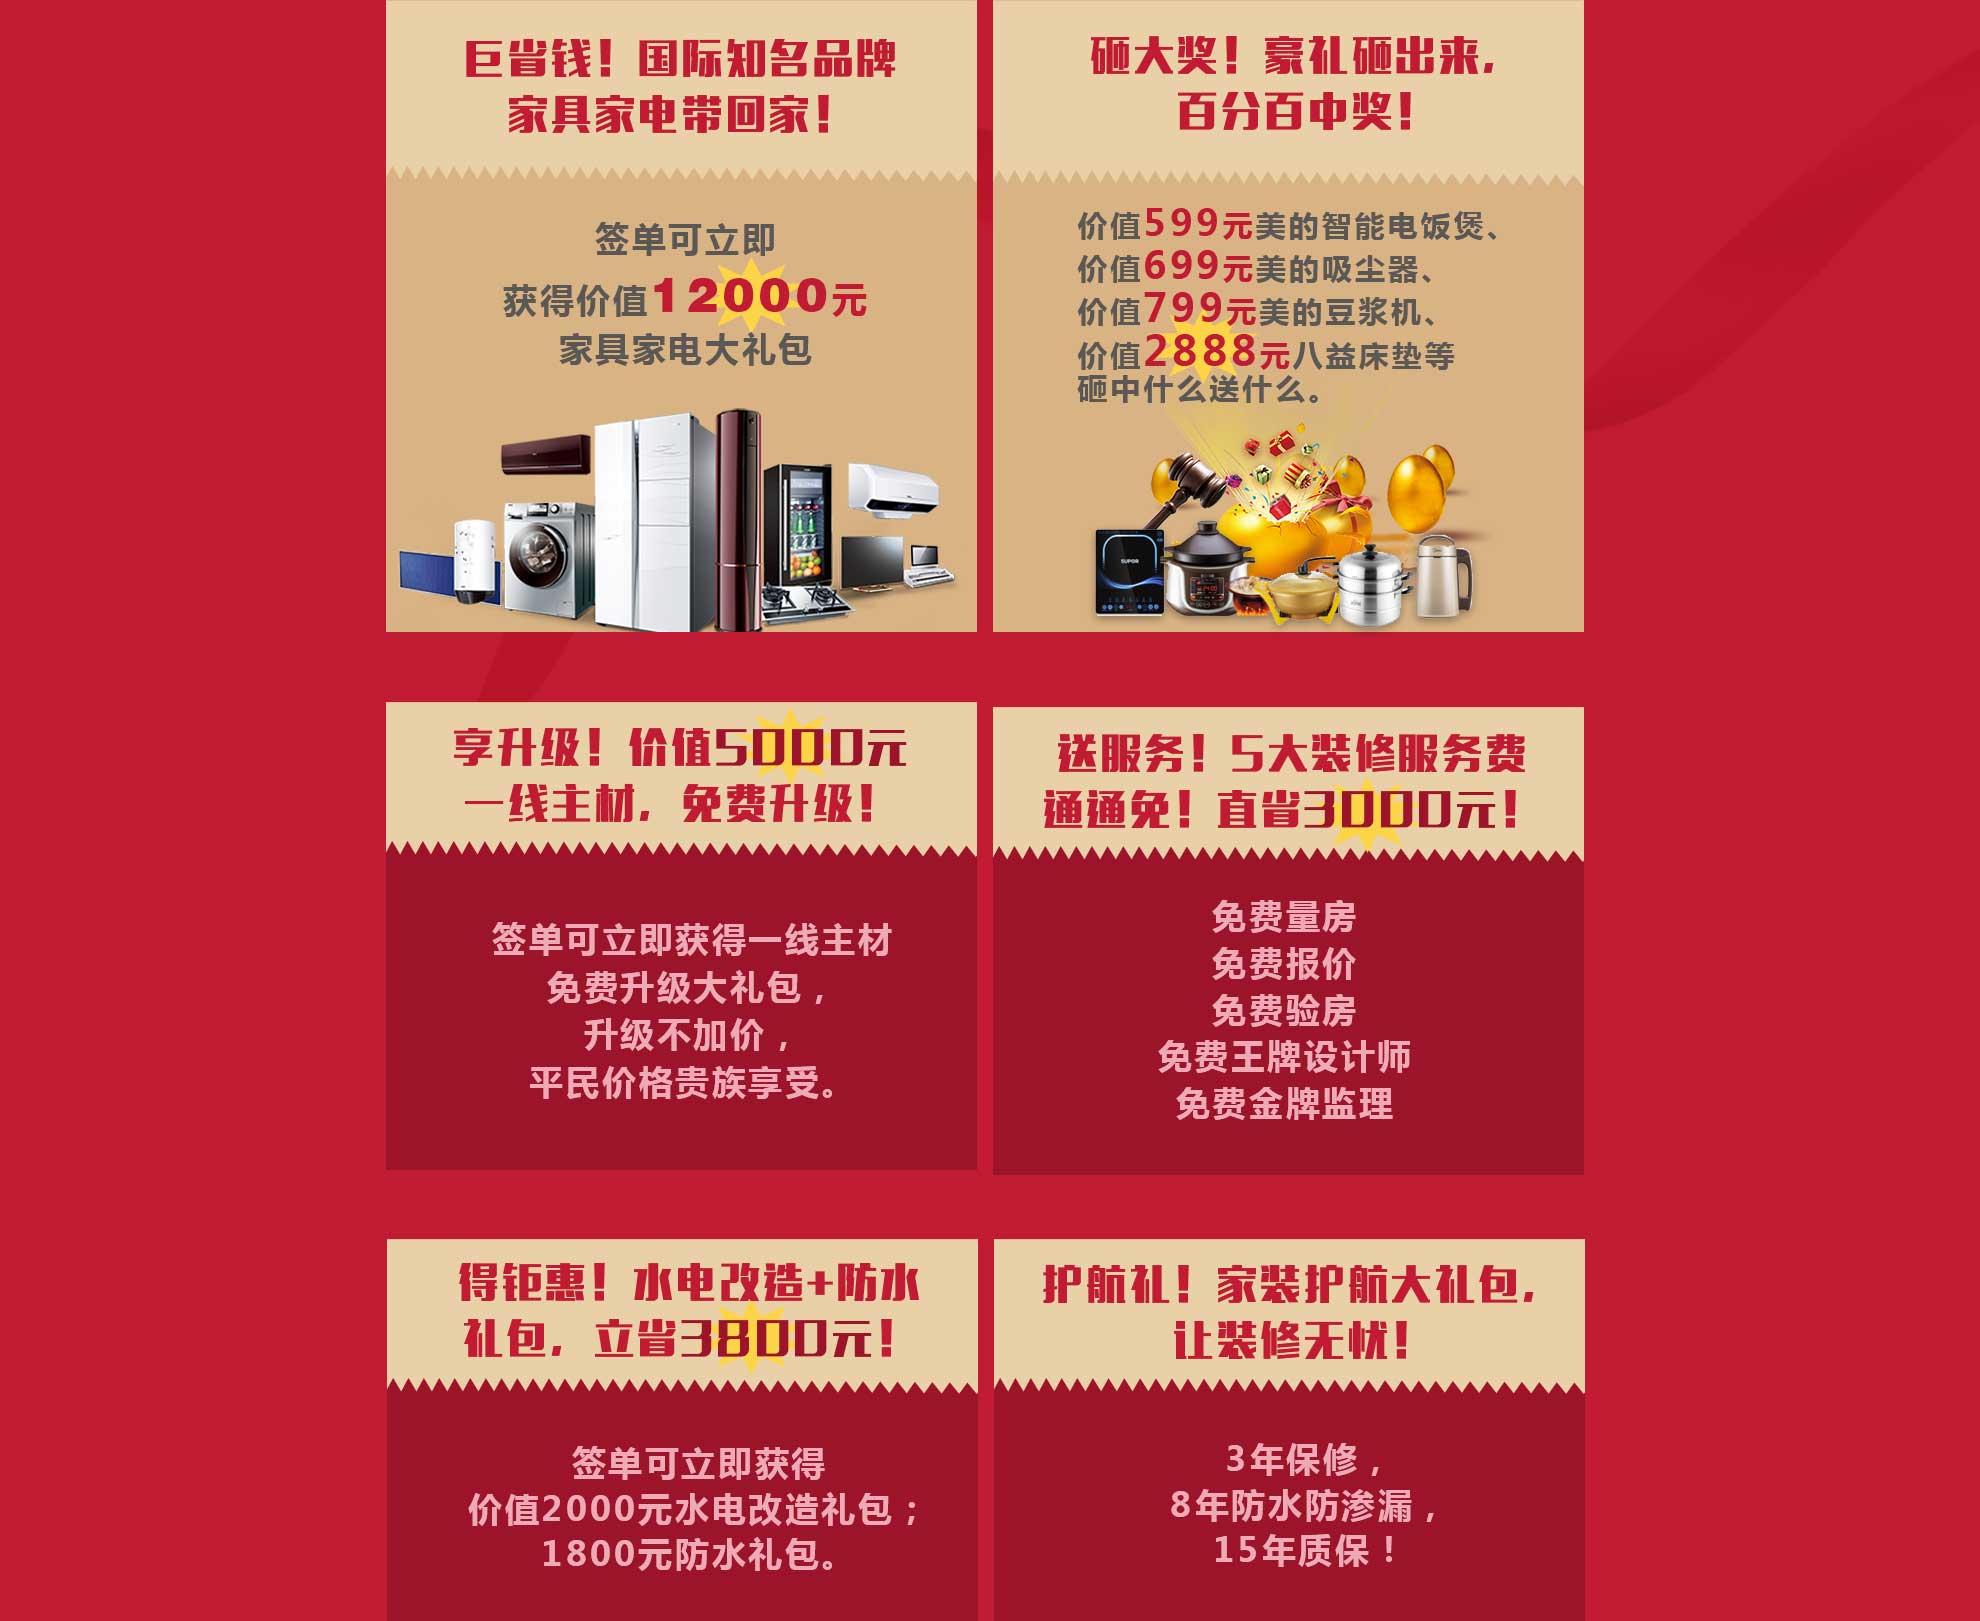 巨省钱！国际知名品牌
家具家电带回家！
签单可立即
获得价值12000元
家具家电大礼包
砸大奖！豪礼砸出来，
百分百中奖！
价值599元美的智能电饭煲、
价值699元美的吸尘器、
价值799元美的豆浆机、
价值2888元八益床垫等
砸中什么送什么。
SUPOR
享升级！价值5000元
一线主材，免费升级！
签单可立即获得一线主材
免费升级大礼包，
升级不加价，
平民价格贵族享受。
送服务！5大装修服务费
通通免！直省3000元！
免费量房
免费报价
免费验房
免费王牌设计师
免费金牌监理
得钜惠！水电改造+防水
礼包，立省3800元！
签单可立即获得
价值2000元水电改造礼包；
1800元防水礼包。
护航礼！家装护航大礼包，
让装修无忧！
3年保修，
8年防水防渗漏，
15年质保！